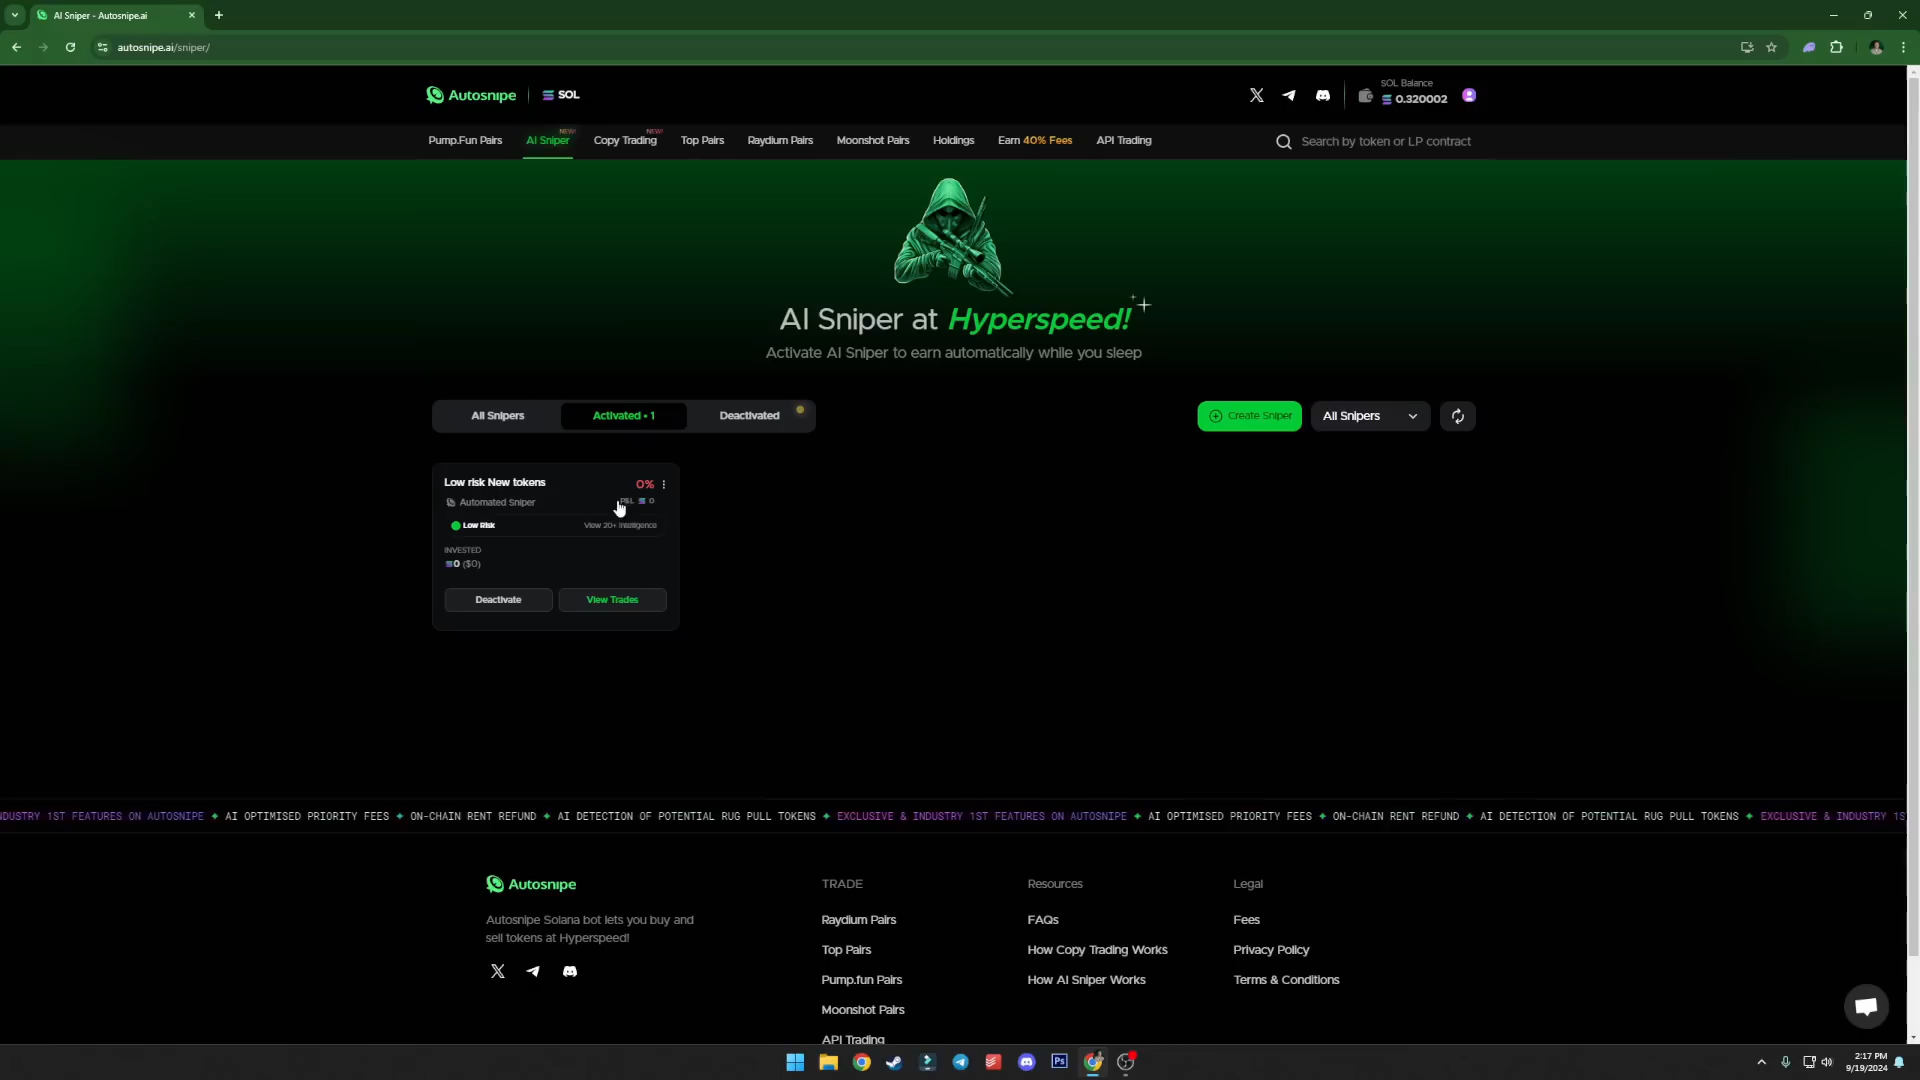 AI Sniper - Autosnipe.ai
autosnipe.ai/sniper/
Autosnipe
SOL
SOL Balance
0.320002
Pump.Fun Pairs
AI Sniper
NEW!
Copy Trading
NEW!
Top Pairs
Raydium Pairs
Moonshot Pairs
Holdings
Earn 40% Fees
API Trading
Search by token or LP contract
AI Sniper at Hyperspeed!
Activate AI Sniper to earn automatically while you sleep
All Snipers
Activated • 1
Deactivated
Create Sniper
All Snipers
Low risk New tokens
0%
Automated Sniper
0
Low Risk
View 20+ Intelligence
INVESTED
0 ($0)
Deactivate
View Trades
NDUSTRY 1ST FEATURES ON AUTOSNIPE ✦ AI OPTIMISED PRIORITY FEES ✦ ON-CHAIN RENT REFUND ✦ AI DETECTION OF POTENTIAL RUG PULL TOKENS ✦ EXCLUSIVE & INDUSTRY 1ST FEATURES ON AUTOSNIPE ✦ AI OPTIMISED PRIORITY FEES ✦ ON-CHAIN RENT REFUND ✦ AI DETECTION OF POTENTIAL RUG PULL TOKENS ✦ EXCLUSIVE & INDUSTRY 1S
Autosnipe
Autosnipe Solana bot lets you buy and
sell tokens at Hyperspeed!
TRADE
Raydium Pairs
Top Pairs
Pump.fun Pairs
Moonshot Pairs
API Trading
Resources
FAQs
How Copy Trading Works
How AI Sniper Works
Legal
Fees
Privacy Policy
Terms & Conditions
Ps
2:17 PM
9/19/2024